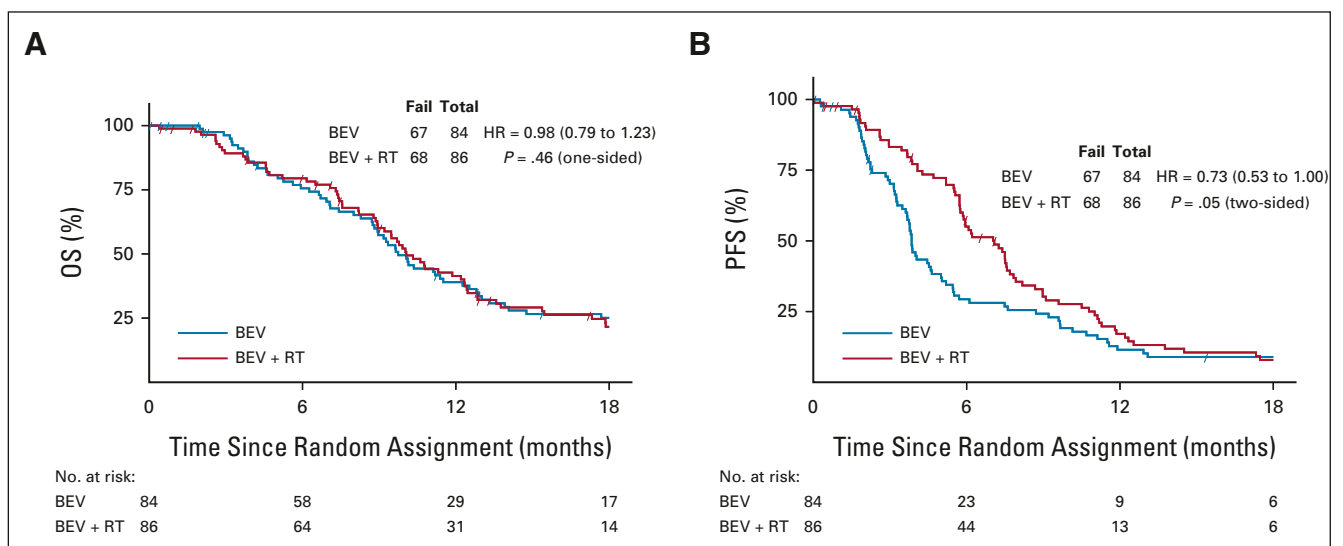 A
OS (%)
100
75
50
25
Fail Total
BEV 67 84 HR = 0.98 (0.79 to 1.23)
BEV + RT 68 86 P = .46 (one-sided)
BEV
BEV + RT
0 6 12 18
Time Since Random Assignment (months)
No. at risk:
BEV 84 58 29 17
BEV + RT 86 64 31 14
B
PFS (%)
100
75
50
25
Fail Total
BEV 67 84 HR = 0.73 (0.53 to 1.00)
BEV + RT 68 86 P = .05 (two-sided)
BEV
BEV + RT
0 6 12 18
Time Since Random Assignment (months)
No. at risk:
BEV 84 23 9 6
BEV + RT 86 44 13 6